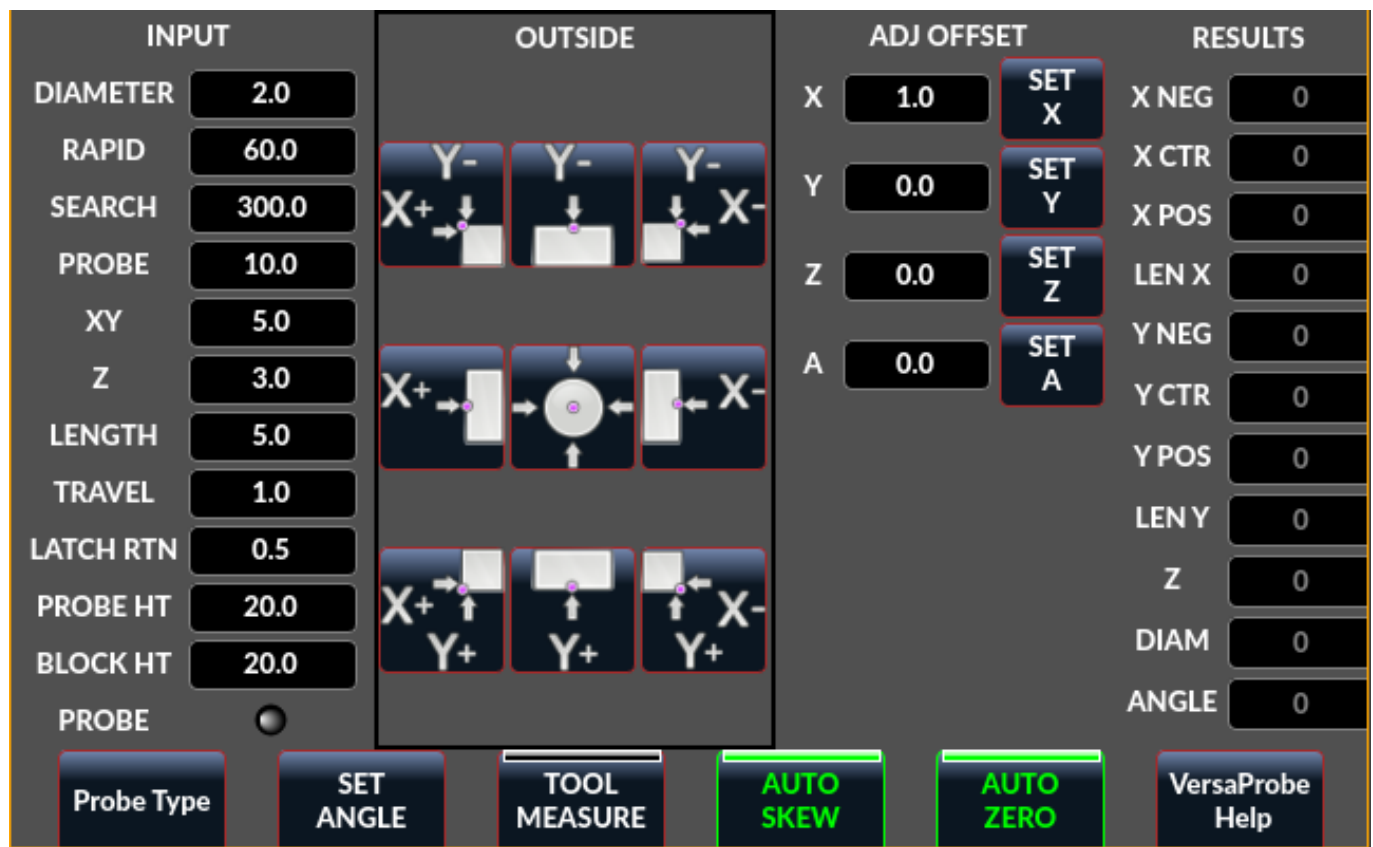 INPUT
DIAMETER 2.0
RAPID 60.0
SEARCH 300.0
PROBE 10.0
XY 5.0
Z 3.0
LENGTH 5.0
TRAVEL 1.0
LATCH RTN 0.5
PROBE HT 20.0
BLOCK HT 20.0
PROBE
OUTSIDE
Y- Y- Y-
X+ X-
X+ X-
X+ X-
Y+ Y+ Y+
ADJ OFFSET
X 1.0 SET X
Y 0.0 SET Y
Z 0.0 SET Z
A 0.0 SET A
RESULTS
X NEG 0
X CTR 0
X POS 0
LEN X 0
Y NEG 0
Y CTR 0
Y POS 0
LEN Y 0
Z 0
DIAM 0
ANGLE 0
Probe Type
SET
ANGLE
TOOL
MEASURE
AUTO
SKEW
AUTO
ZERO
VersaProbe
Help